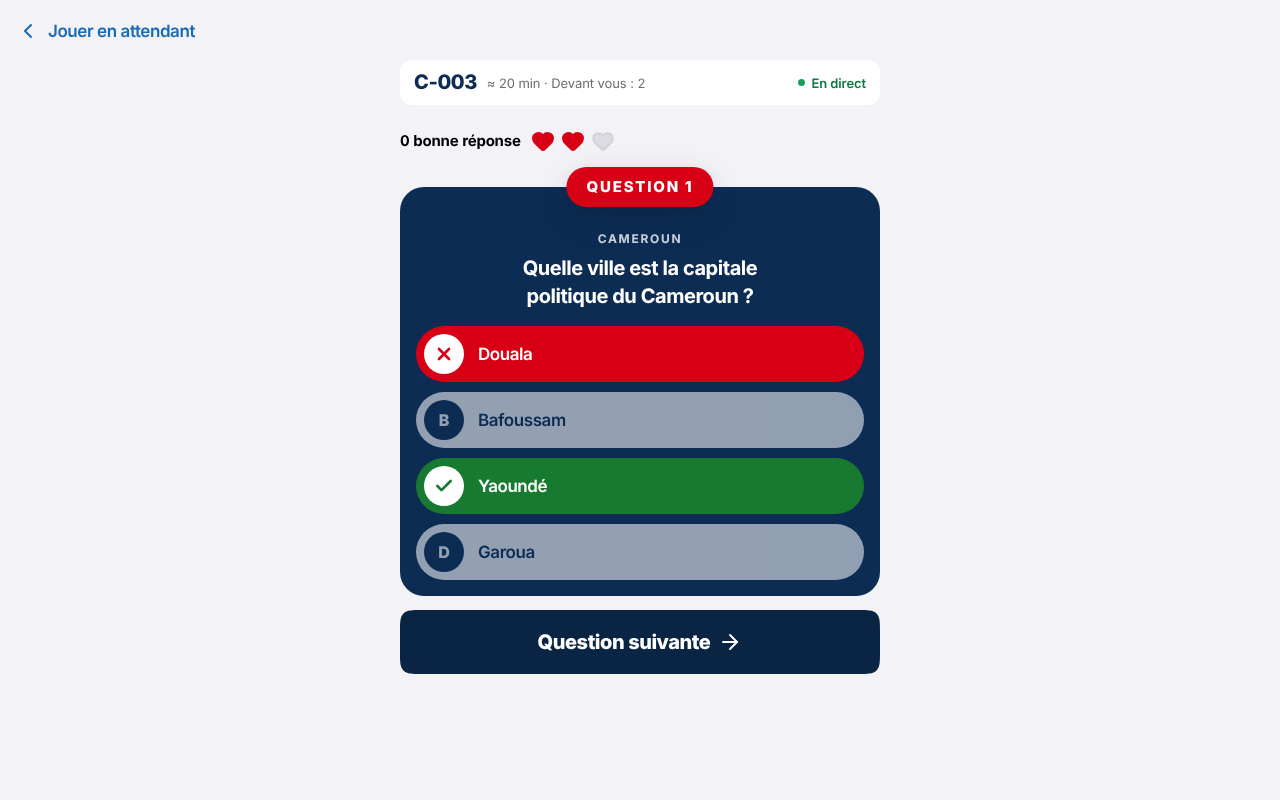 Jouer en attendant
C-003 ≈ 20 min · Devant vous : 2 En direct
0 bonne réponse
QUESTION 1
CAMEROUN
Quelle ville est la capitale
politique du Cameroun ?
Douala
B Bafoussam
Yaoundé
D Garoua
Question suivante →